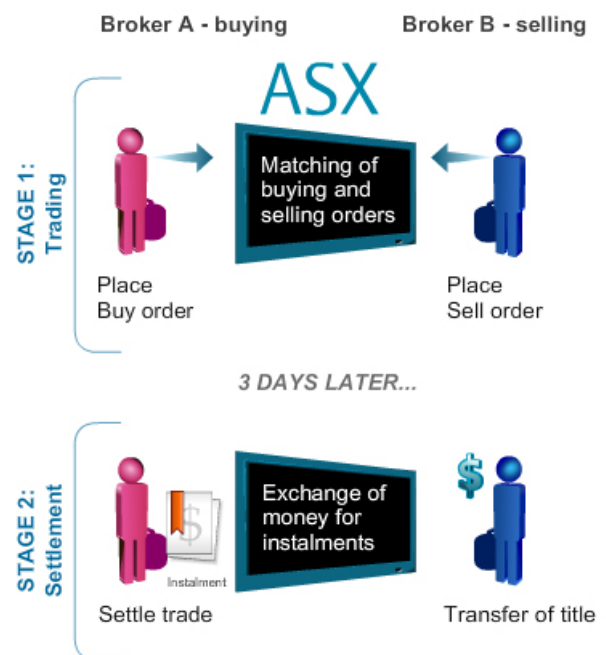 Broker A - buying
Broker B - selling
ASX
STAGE 1:
Trading
Matching of
buying and
selling orders
Place
Buy order
Place
Sell order
3 DAYS LATER...
STAGE 2:
Settlement
$
Instalment
Exchange of
money for
instalments
$
Settle trade
Transfer of title